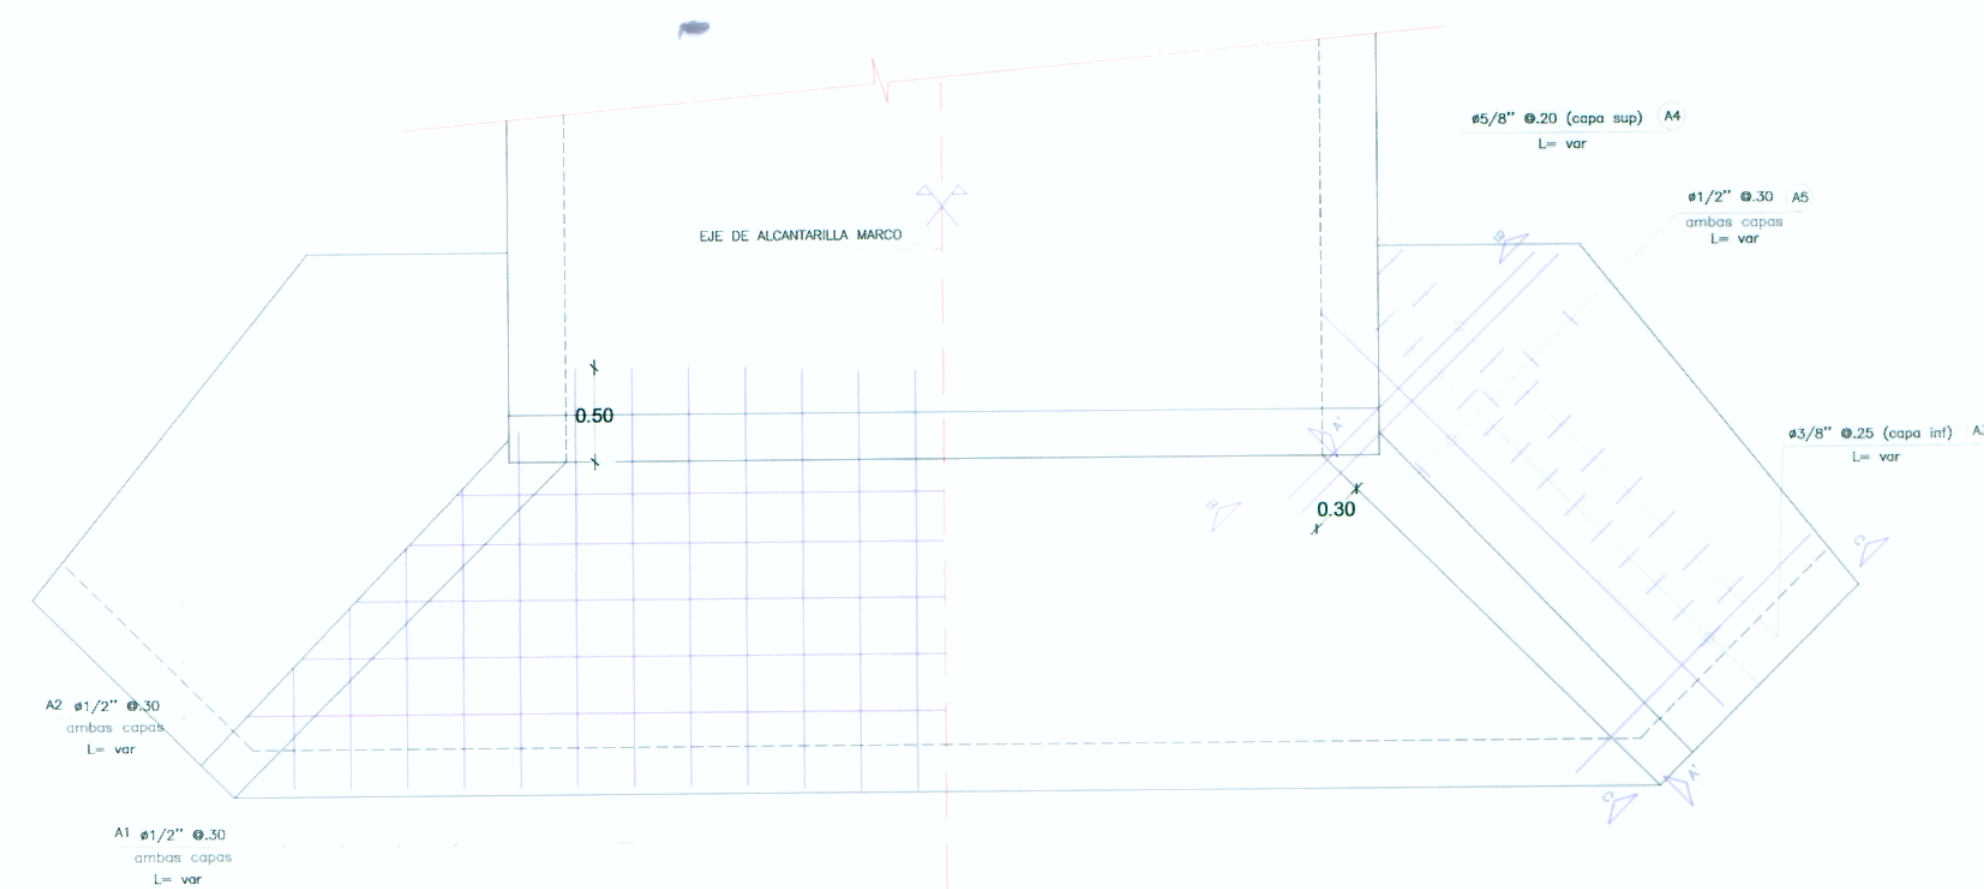 ø5/8" @.20 (capa sup) A4
L= var
ø1/2" @.30 A5
ambas capas
L= var
EJE DE ALCANTARILLA MARCO
B
0.50
A'
ø3/8" @.25 (capa inf)
L= var
B
0.30
C
A2 ø1/2" @.30
ambas capas
L= var
A'
C
A1 ø1/2" @.30
ambas capas
L= var